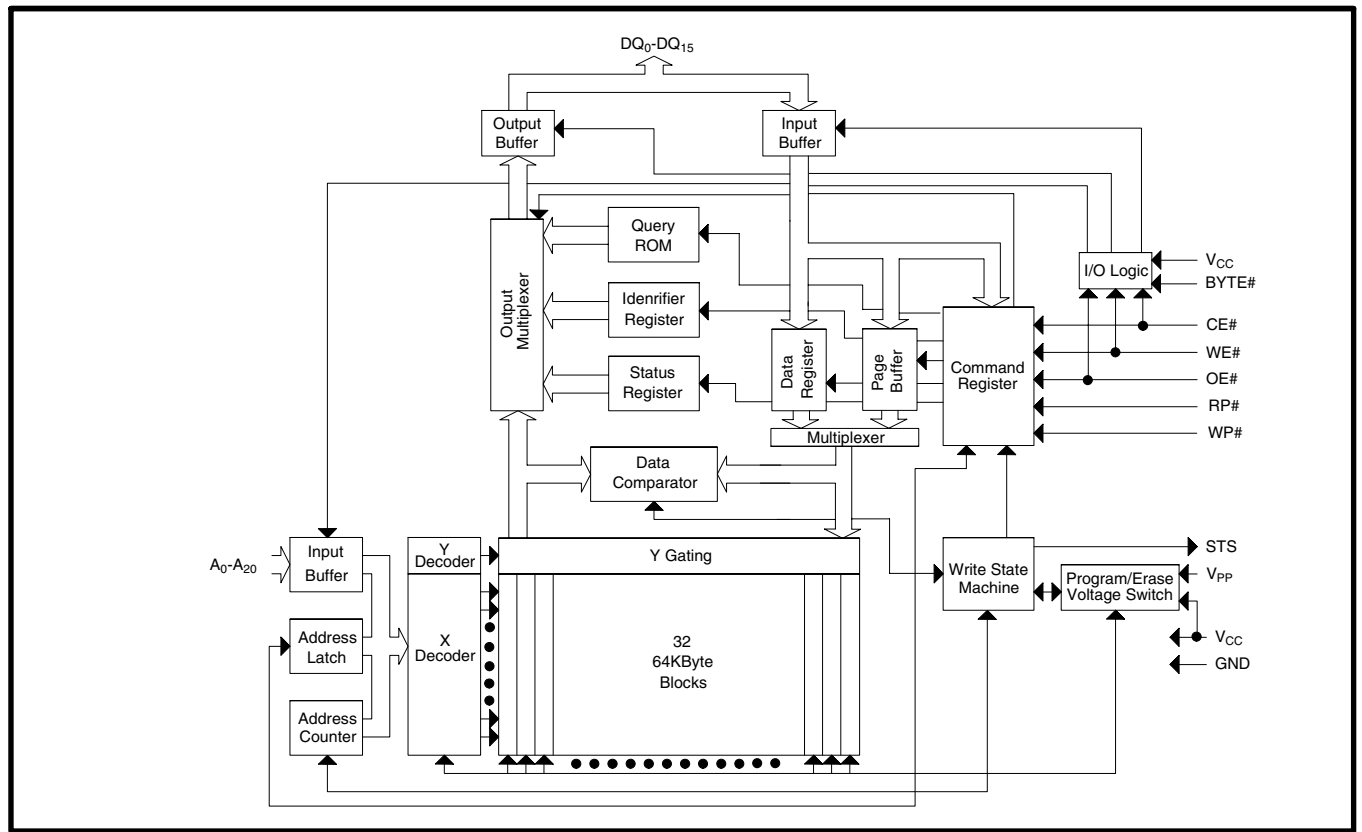 DQ0-DQ15
Output
Buffer
Input
Buffer
Output
Multiplexer
Query
ROM
Idenrifier
Register
Status
Register
Data
Register
Page
Buffer
Multiplexer
Command
Register
I/O Logic
VCC
BYTE#
CE#
WE#
OE#
RP#
WP#
Data
Comparator
A0-A20
Input
Buffer
Address
Latch
Address
Counter
Y
Decoder
X
Decoder
Y Gating
32
64KByte
Blocks
Write State
Machine
Program/Erase
Voltage Switch
STS
VPP
VCC
GND